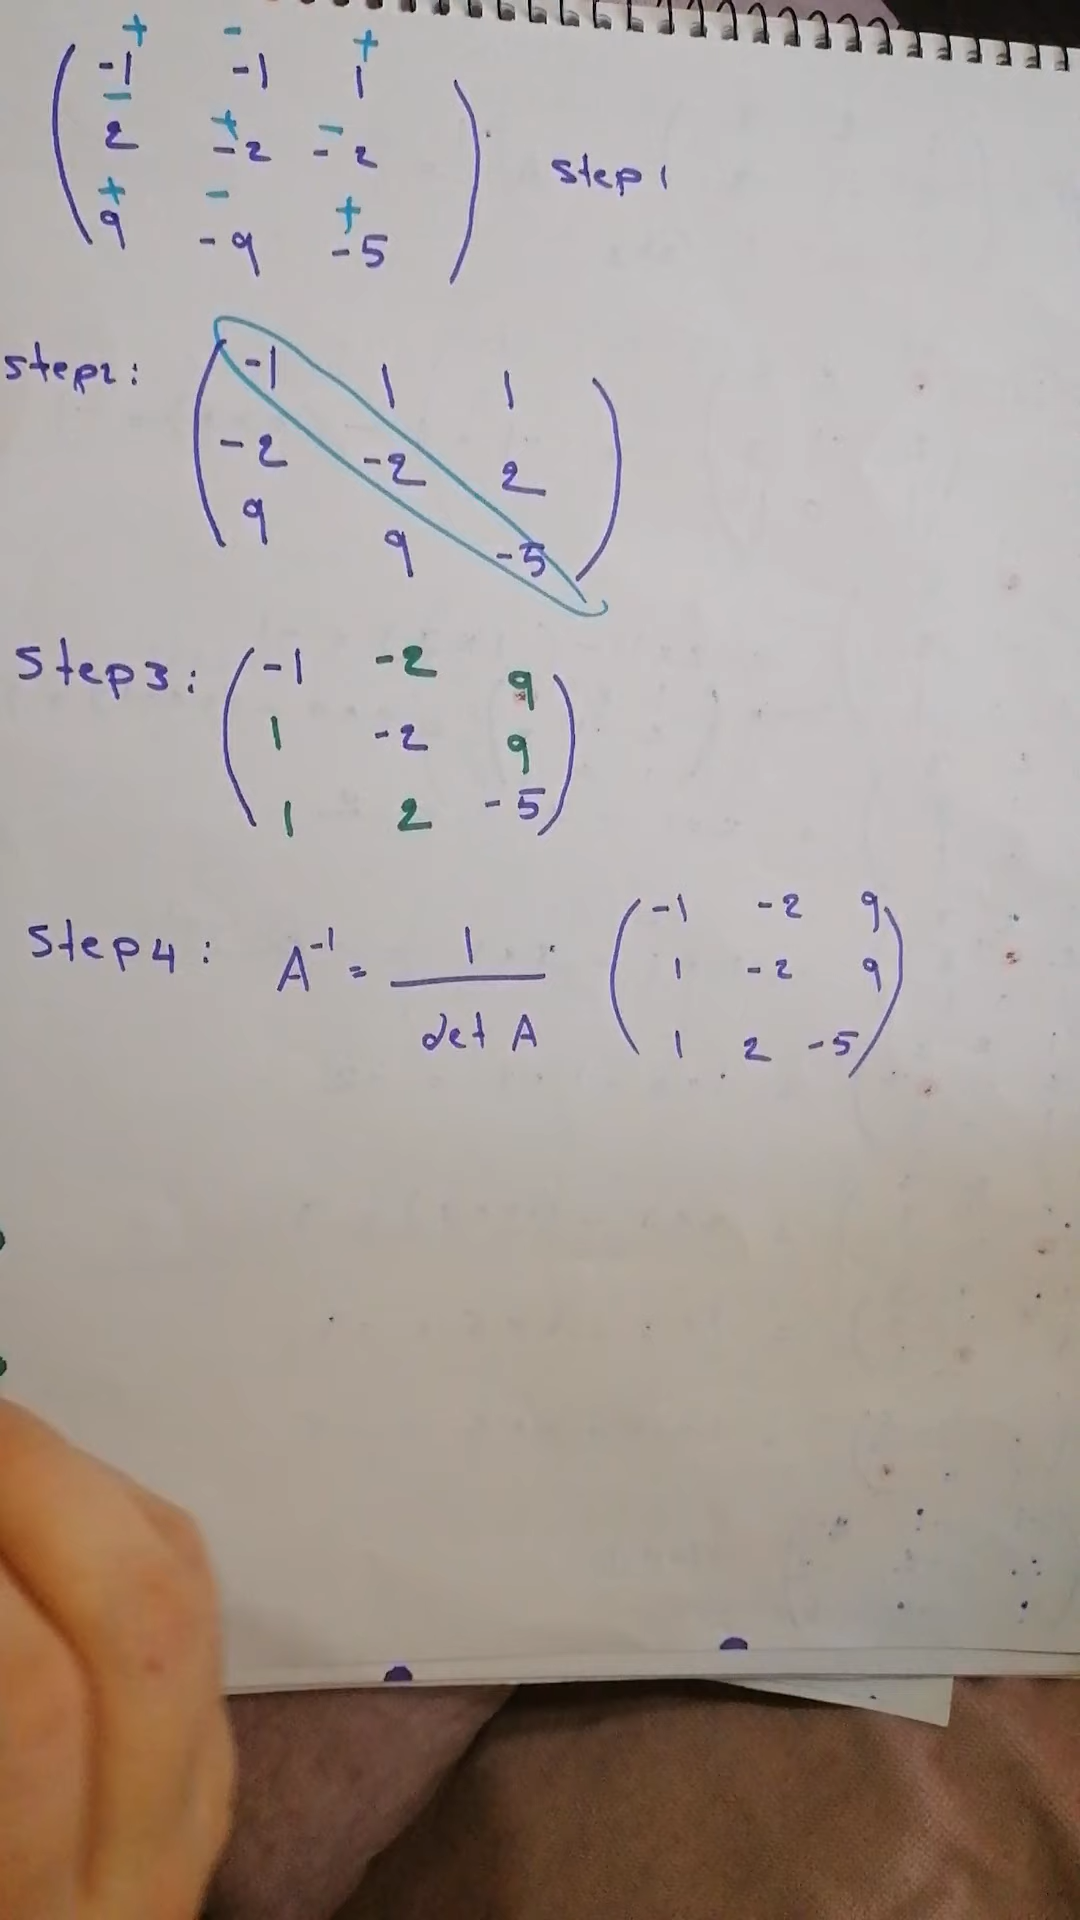 + - +
-1 -1 1
- + -
2 -2 -2
+ - +
9 -9 -5
step 1
step2:
-1 1 1
-2 -2 2
9 9 -5
Step3:
-1 -2 9
1 -2 9
1 2 -5
Step4: A⁻¹ = 1 / det A
-1 -2 9
1 -2 9
1 2 -5